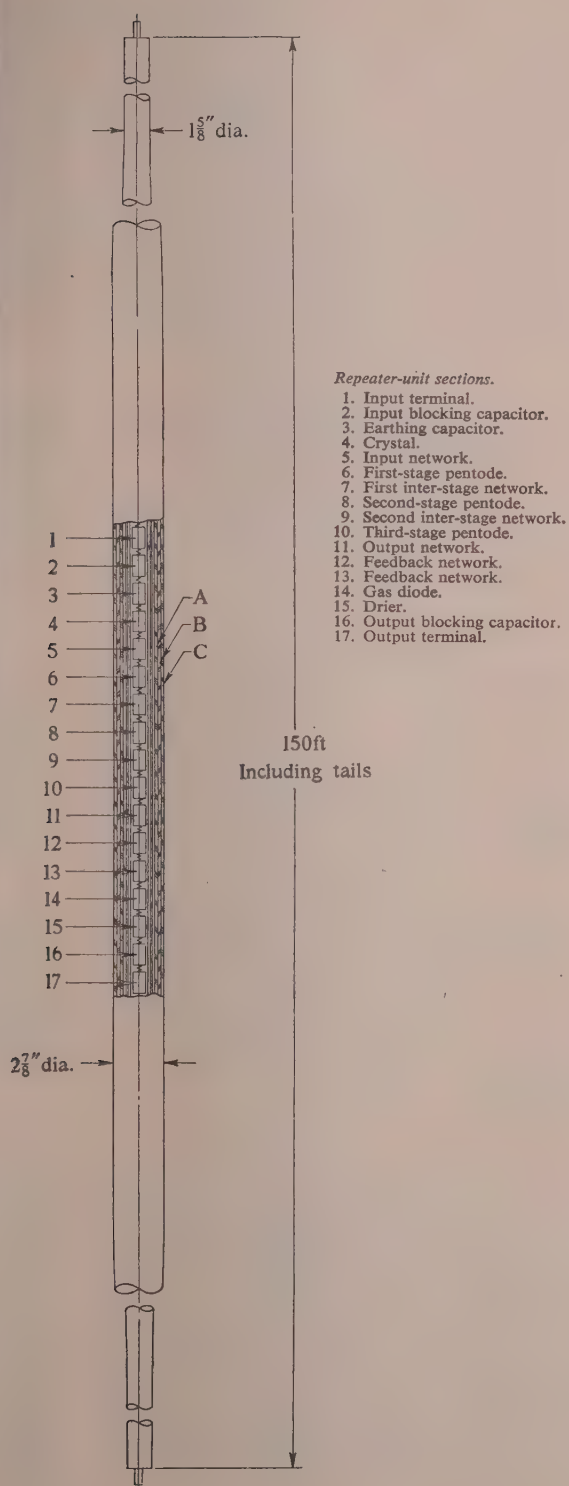 1 5/8" dia.
Repeater-unit sections.
1. Input terminal.
2. Input blocking capacitor.
3. Earthing capacitor.
4. Crystal.
5. Input network.
6. First-stage pentode.
7. First inter-stage network.
8. Second-stage pentode.
9. Second inter-stage network.
10. Third-stage pentode.
11. Output network.
12. Feedback network.
13. Feedback network.
14. Gas diode.
15. Drier.
16. Output blocking capacitor.
17. Output terminal.
1
2
3
4
5
6
7
8
9
10
11
12
13
14
15
16
17
A
B
C
150ft
Including tails
2 7/8" dia.